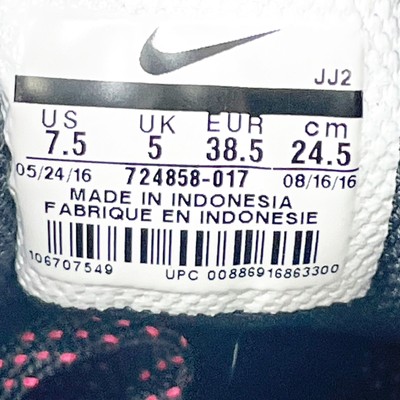 JJ2
US UK EUR cm
7.5 5 38.5 24.5
05/24/16 724858-017 08/16/16
MADE IN INDONESIA
FABRIQUE EN INDONESIE
106707549 UPC 00886916863300